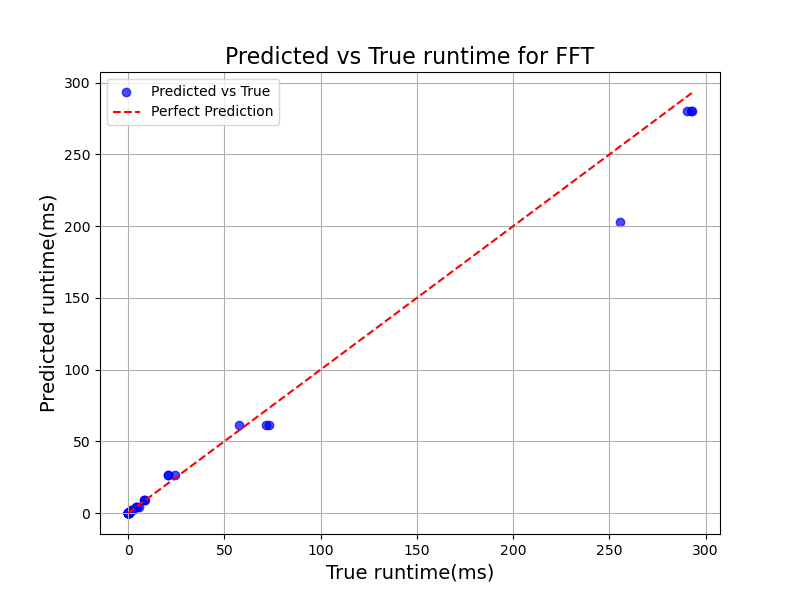 Predicted vs True runtime for FFT
Predicted vs True
Perfect Prediction
300
250
200
150
100
50
0
Predicted runtime(ms)
0 50 100 150 200 250 300
True runtime(ms)